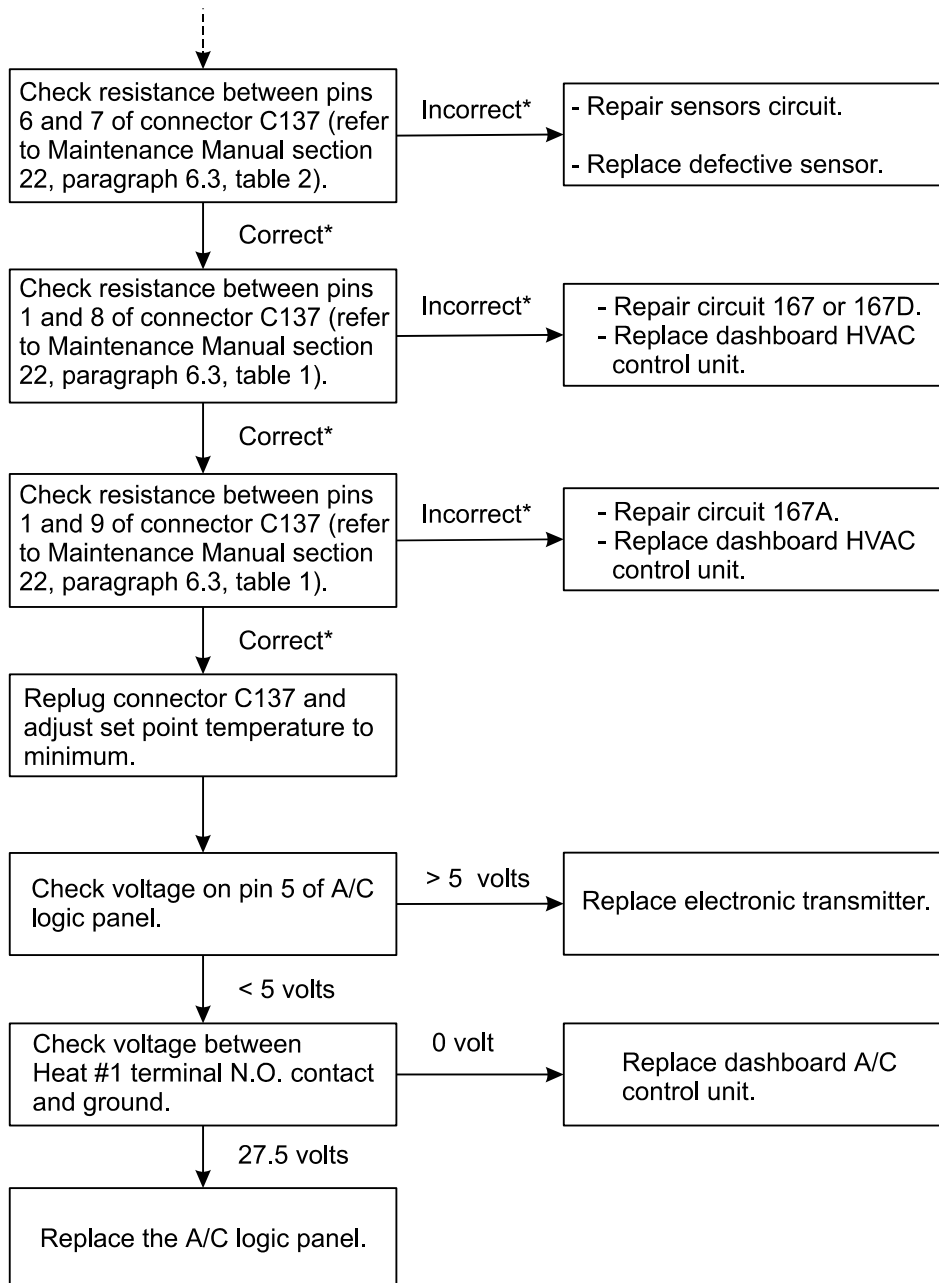 Check resistance between pins
6 and 7 of connector C137 (refer
to Maintenance Manual section
22, paragraph 6.3, table 2).
Incorrect*
- Repair sensors circuit.
- Replace defective sensor.
Correct*
Check resistance between pins
1 and 8 of connector C137 (refer
to Maintenance Manual section
22, paragraph 6.3, table 1).
Incorrect*
- Repair circuit 167 or 167D.
- Replace dashboard HVAC
control unit.
Correct*
Check resistance between pins
1 and 9 of connector C137 (refer
to Maintenance Manual section
22, paragraph 6.3, table 1).
Incorrect*
- Repair circuit 167A.
- Replace dashboard HVAC
control unit.
Correct*
Replug connector C137 and
adjust set point temperature to
minimum.
Check voltage on pin 5 of A/C
logic panel.
> 5 volts
Replace electronic transmitter.
< 5 volts
Check voltage between
Heat #1 terminal N.O. contact
and ground.
0 volt
Replace dashboard A/C
control unit.
27.5 volts
Replace the A/C logic panel.